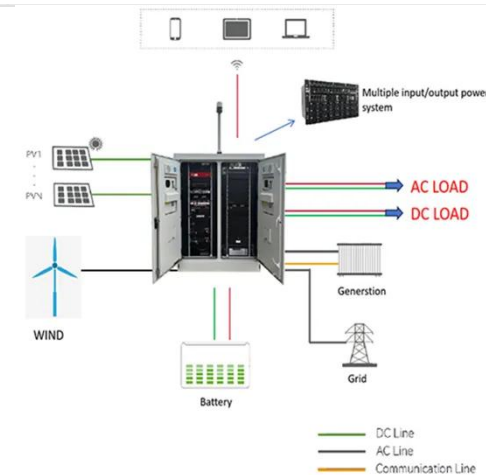 Multiple input/output powe
system
PV1
PVN
AC LOAD
DC LOAD
WIND
Generstion
Grid
Battery
DC Line
AC Line
Communication Line